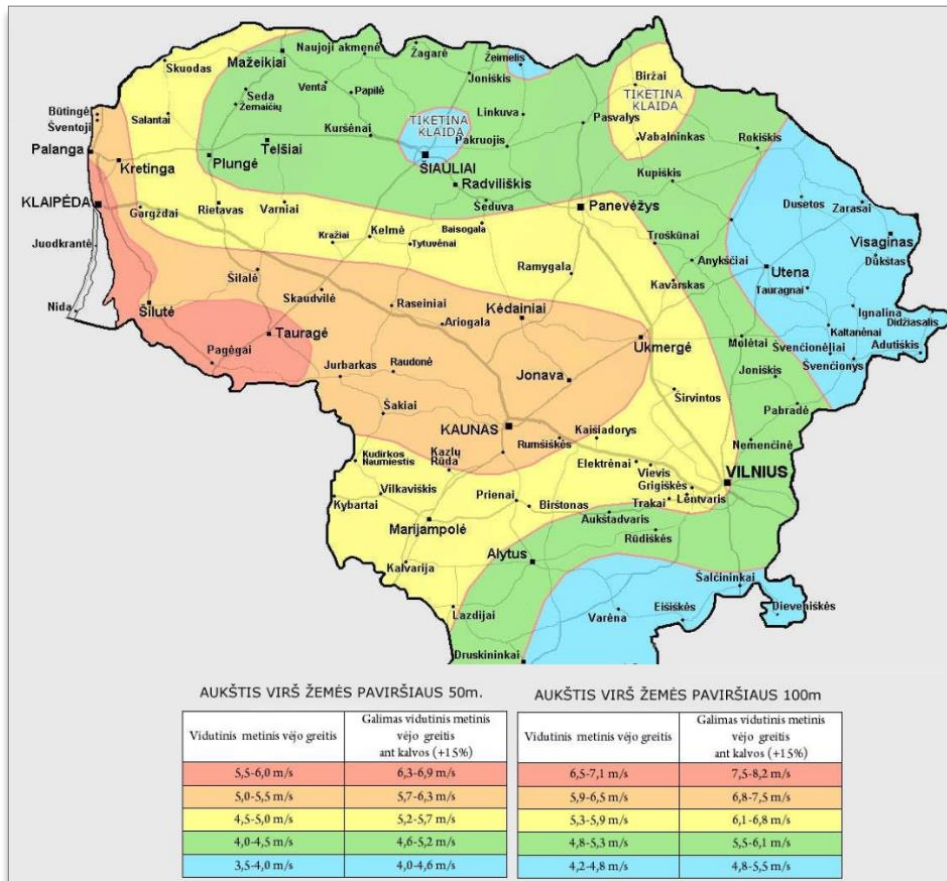 Naujoji akmenė
Žagarė
Žeimelis
Skuodas
Mažeikiai
Joniškis
Biržai
Seda
Žemaičių
Venta
Papilė
TIKĖTINA
KLAIDA
Būtingė
Šventoji
Salantai
Linkuva
TIKĖTINA
KLAIDA
Pasvalys
Kuršėnai
Pakruojis
Vabalninkas
Rokiškis
Palanga
Kretinga
Plungė
Telšiai
ŠIAULIAI
Radviliškis
Kupiškis
KLAIPĖDA
Gargždai
Rietavas
Varniai
Šeduva
Panevėžys
Dusetos
Zarasai
Juodkrantė
Kražiai
Kelmė
Tytuvėnai
Baisogala
Troškūnai
Visaginas
Dūkštas
Šilalė
Ramygala
Anykščiai
Utena
Skaudvilė
Kavarskas
Tauragnai
Nida
Šilutė
Raseiniai
Kėdainiai
Ignalina
Didžiasalis
Tauragė
Ariogala
Kaltanėnai
Pagėgai
Ukmergė
Molėtai
Švenčionėliai
Adutiškis
Jurbarkas
Raudonė
Jonava
Joniškis
Švenčionys
Šakiai
Širvintos
Pabradė
KAUNAS
Rumšiškės
Kaišiadorys
Nemenčinė
Kudirkos
Naumiestis
Kazlų
Rūda
Elektrėnai
Vievis
VILNIUS
Kybartai
Vilkaviškis
Prienai
Birštonas
Grigiškės
Trakai
Lentvaris
Marijampolė
Aukštadvaris
Rūdiškės
Kalvarija
Alytus
Šalčininkai
Lazdijai
Varėna
Eišiškės
Dieveniškės
Druskininkai
AUKŠTIS VIRŠ ŽEMĖS PAVIRŠIAUS 50m.
Vidutinis metinis vėjo greitis
Galimas vidutinis metinis
vėjo greitis
ant kalvos (+15%)
5,5-6,0 m/s 6,3-6,9 m/s
5,0-5,5 m/s 5,7-6,3 m/s
4,5-5,0 m/s 5,2-5,7 m/s
4,0-4,5 m/s 4,6-5,2 m/s
3,5-4,0 m/s 4,0-4,6 m/s
AUKŠTIS VIRŠ ŽEMĖS PAVIRŠIAUS 100m
Vidutinis metinis vėjo greitis
Galimas vidutinis metinis
vėjo greitis
ant kalvos (+15%)
6,5-7,1 m/s 7,5-8,2 m/s
5,9-6,5 m/s 6,8-7,5 m/s
5,3-5,9 m/s 6,1-6,8 m/s
4,8-5,3 m/s 5,5-6,1 m/s
4,2-4,8 m/s 4,8-5,5 m/s